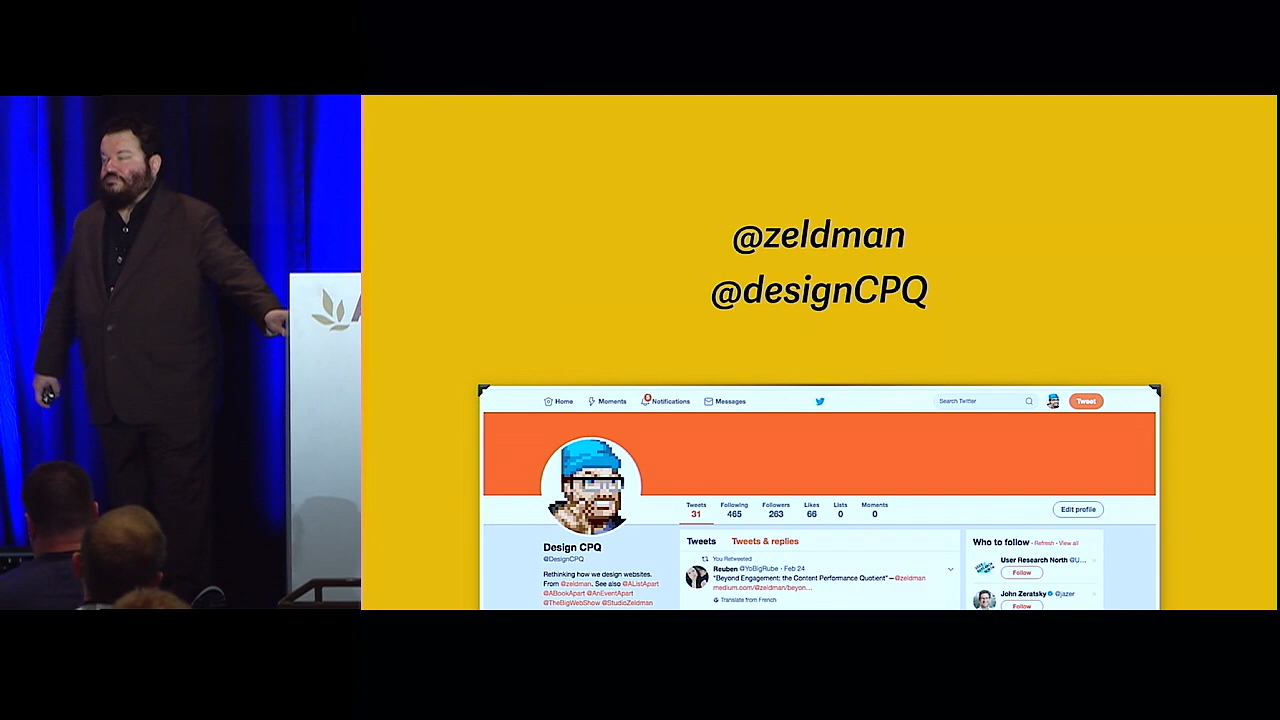 @zeldman
@designCPQ
Home Moments 8 Notifications Messages Search Twitter Tweet
Tweets Following Followers Likes Lists Moments
31 465 263 66 0 0
Edit profile
Design CPQ
@DesignCPQ
Rethinking how we design websites.
From @zeldman. See also @AListApart
@ABookApart @AnEventApart
@TheBigWebShow @StudioZeldman
Tweets Tweets & replies
You Retweeted
Reuben @YoBigRube · Feb 24
"Beyond Engagement: the Content Performance Quotient"—@zeldman
medium.com/@zeldman/beyon...
Translate from French
Who to follow · Refresh · View all
User Research North @U...
Follow
John Zeratsky @jazer
Follow